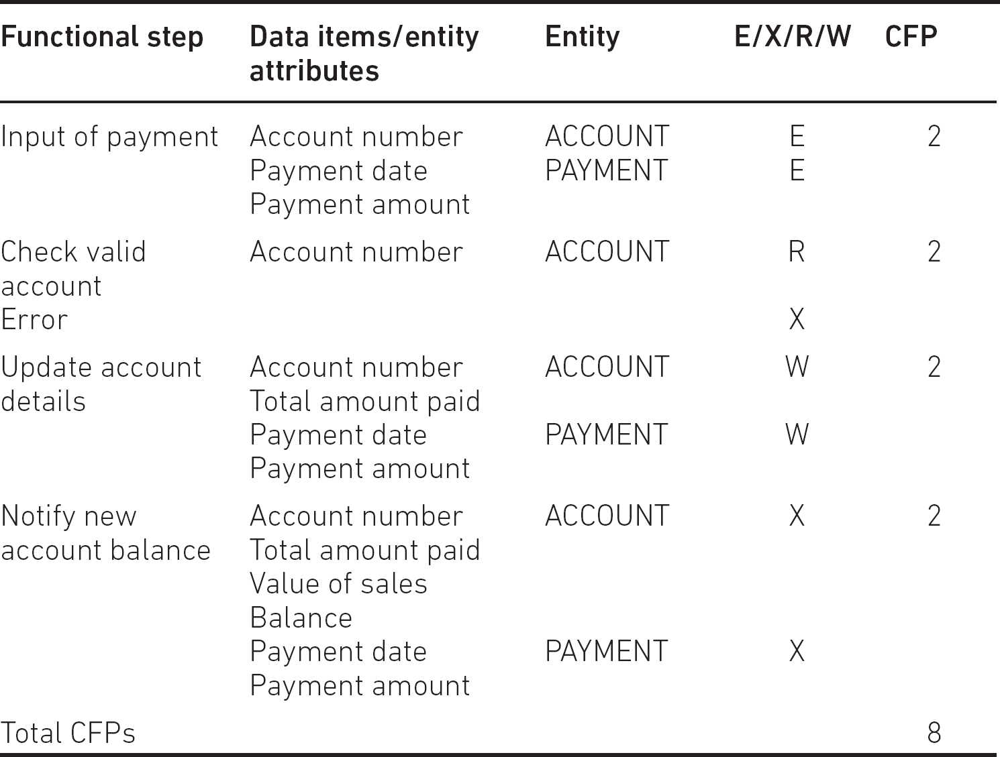 Functional step Data items/entity Entity E/X/R/W CFP
attributes
Input of payment Account number ACCOUNT E 2
Payment date PAYMENT E
Payment amount
Check valid Account number ACCOUNT R 2
account
Error X
Update account Account number ACCOUNT W 2
details Total amount paid
Payment date PAYMENT W
Payment amount
Notify new Account number ACCOUNT X 2
account balance Total amount paid
Value of sales
Balance
Payment date PAYMENT X
Payment amount
Total CFPs 8